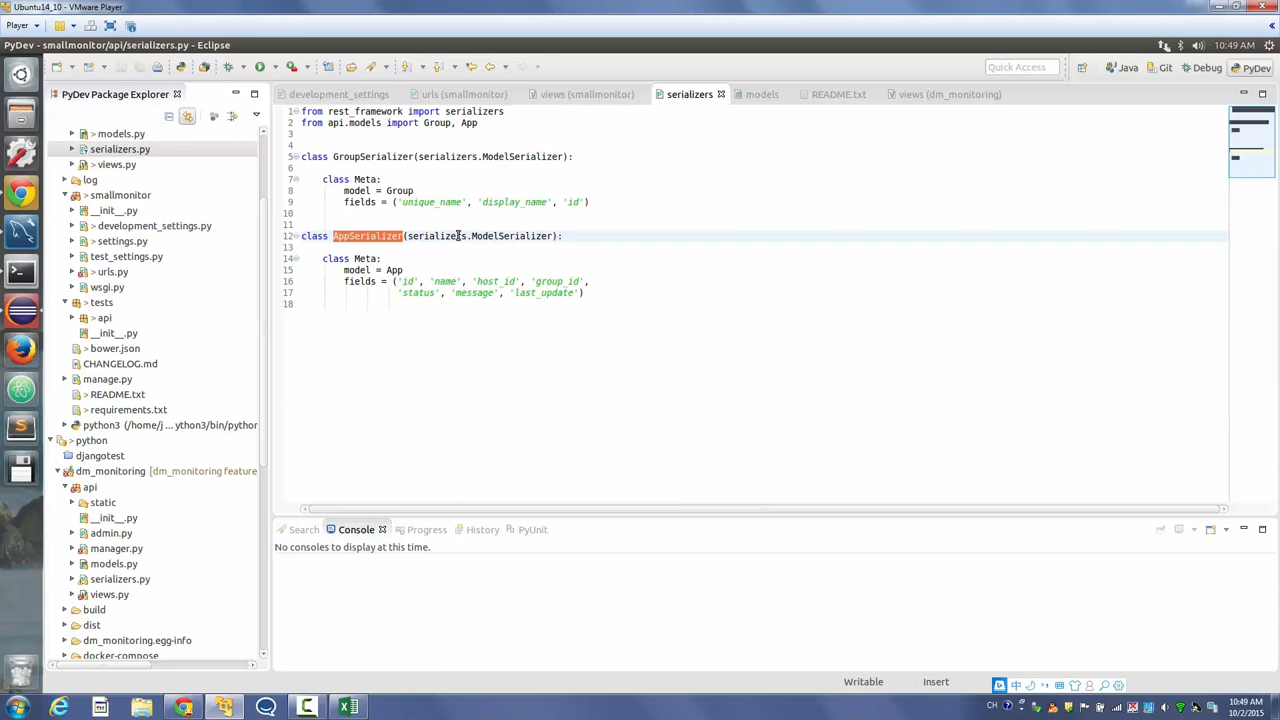 Ubuntu14_10 - VMware Player
Player
PyDev - smallmonitor/api/serializers.py - Eclipse
10:49 AM
Quick Access
Java
Git
Debug
PyDev
PyDev Package Explorer
development_settings
urls (smallmonitor)
views (smallmonitor)
serializers
models
README.txt
views (dm_monitoring)
> models.py
serializers.py
> views.py
log
> smallmonitor
> __init__.py
> development_settings.py
> settings.py
test_settings.py
> urls.py
wsgi.py
> tests
> api
> __init__.py
> bower.json
CHANGELOG.md
> manage.py
> README.txt
> requirements.txt
python3 (/home/j ... ython3/bin/python
> python
djangotest
dm_monitoring [dm_monitoring feature
api
static
__init__.py
admin.py
manager.py
models.py
serializers.py
views.py
build
dist
dm_monitoring.egg-info
docker-compose
1 from rest_framework import serializers
2 from api.models import Group, App
3
4
5 class GroupSerializer(serializers.ModelSerializer):
6
7 class Meta:
8 model = Group
9 fields = ('unique_name', 'display_name', 'id')
10
11
12 class AppSerializer(serializers.ModelSerializer):
13
14 class Meta:
15 model = App
16 fields = ('id', 'name', 'host_id', 'group_id',
17 'status', 'message', 'last_update')
18
Search
Console
Progress
History
PyUnit
No consoles to display at this time.
Writable
Insert
中
CH
10:49 AM
10/2/2015